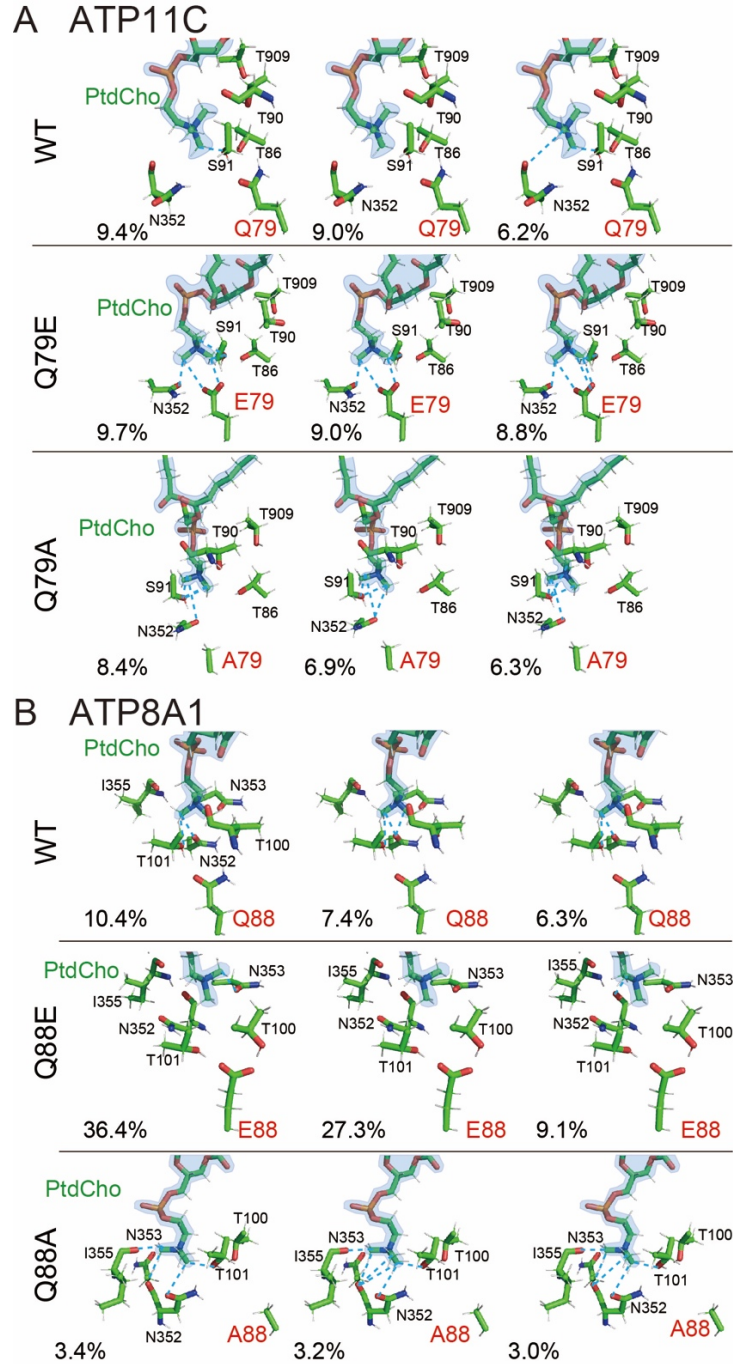 A ATP11C
WT
PtdCho
T909
T90
T86
S91
N352
9.4%
Q79
T909
T90
T86
S91
N352
9.0%
Q79
T909
T90
T86
S91
N352
6.2%
Q79
Q79E
PtdCho
T909
S91
T90
T86
N352
E79
9.7%
T909
S91
T90
T86
N352
E79
9.0%
T909
S91
T90
T86
N352
E79
8.8%
Q79A
PtdCho
T909
T90
S91
T86
N352
A79
8.4%
T909
T90
S91
T86
N352
A79
6.9%
T909
T90
S91
T86
N352
A79
6.3%
B ATP8A1
WT
PtdCho
I355
N353
T101
N352
T100
10.4%
Q88
7.4%
Q88
6.3%
Q88
Q88E
PtdCho
I355
I355
N353
N352
T100
T101
36.4%
E88
I355
N353
N352
T100
T101
27.3%
E88
I355
N353
N352
T100
T101
9.1%
E88
Q88A
PtdCho
T100
N353
I355
T101
N352
A88
3.4%
T100
N353
I355
T101
N352
A88
3.2%
T100
N353
I355
T101
N352
A88
3.0%